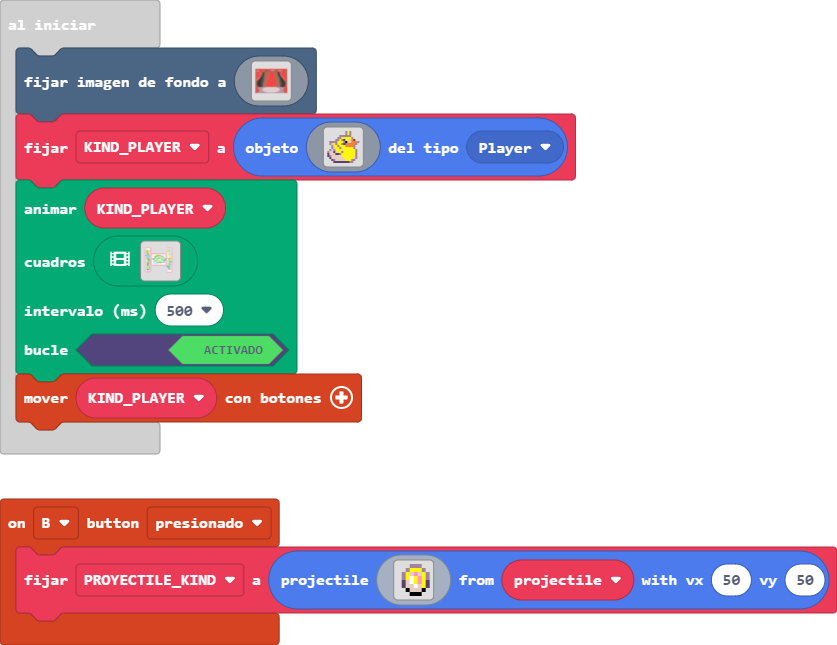 al iniciar
fijar imagen de fondo a
fijar KIND_PLAYER a objeto del tipo Player
animar KIND_PLAYER
cuadros
intervalo (ms) 500
bucle ACTIVADO
mover KIND_PLAYER con botones
on B button presionado
fijar PROYECTILE_KIND a projectile from projectile with vx 50 vy 50